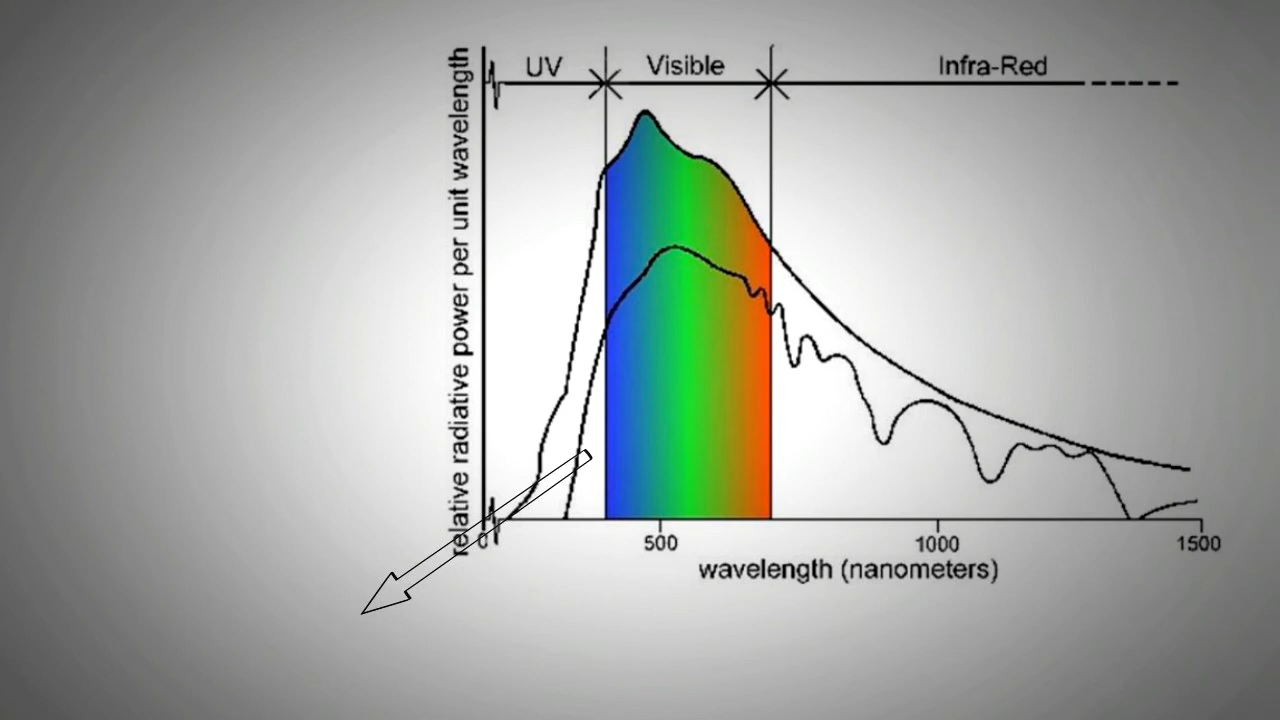 UV Visible Infra-Red
relative radiative power per unit wavelength
0 500 1000 1500
wavelength (nanometers)